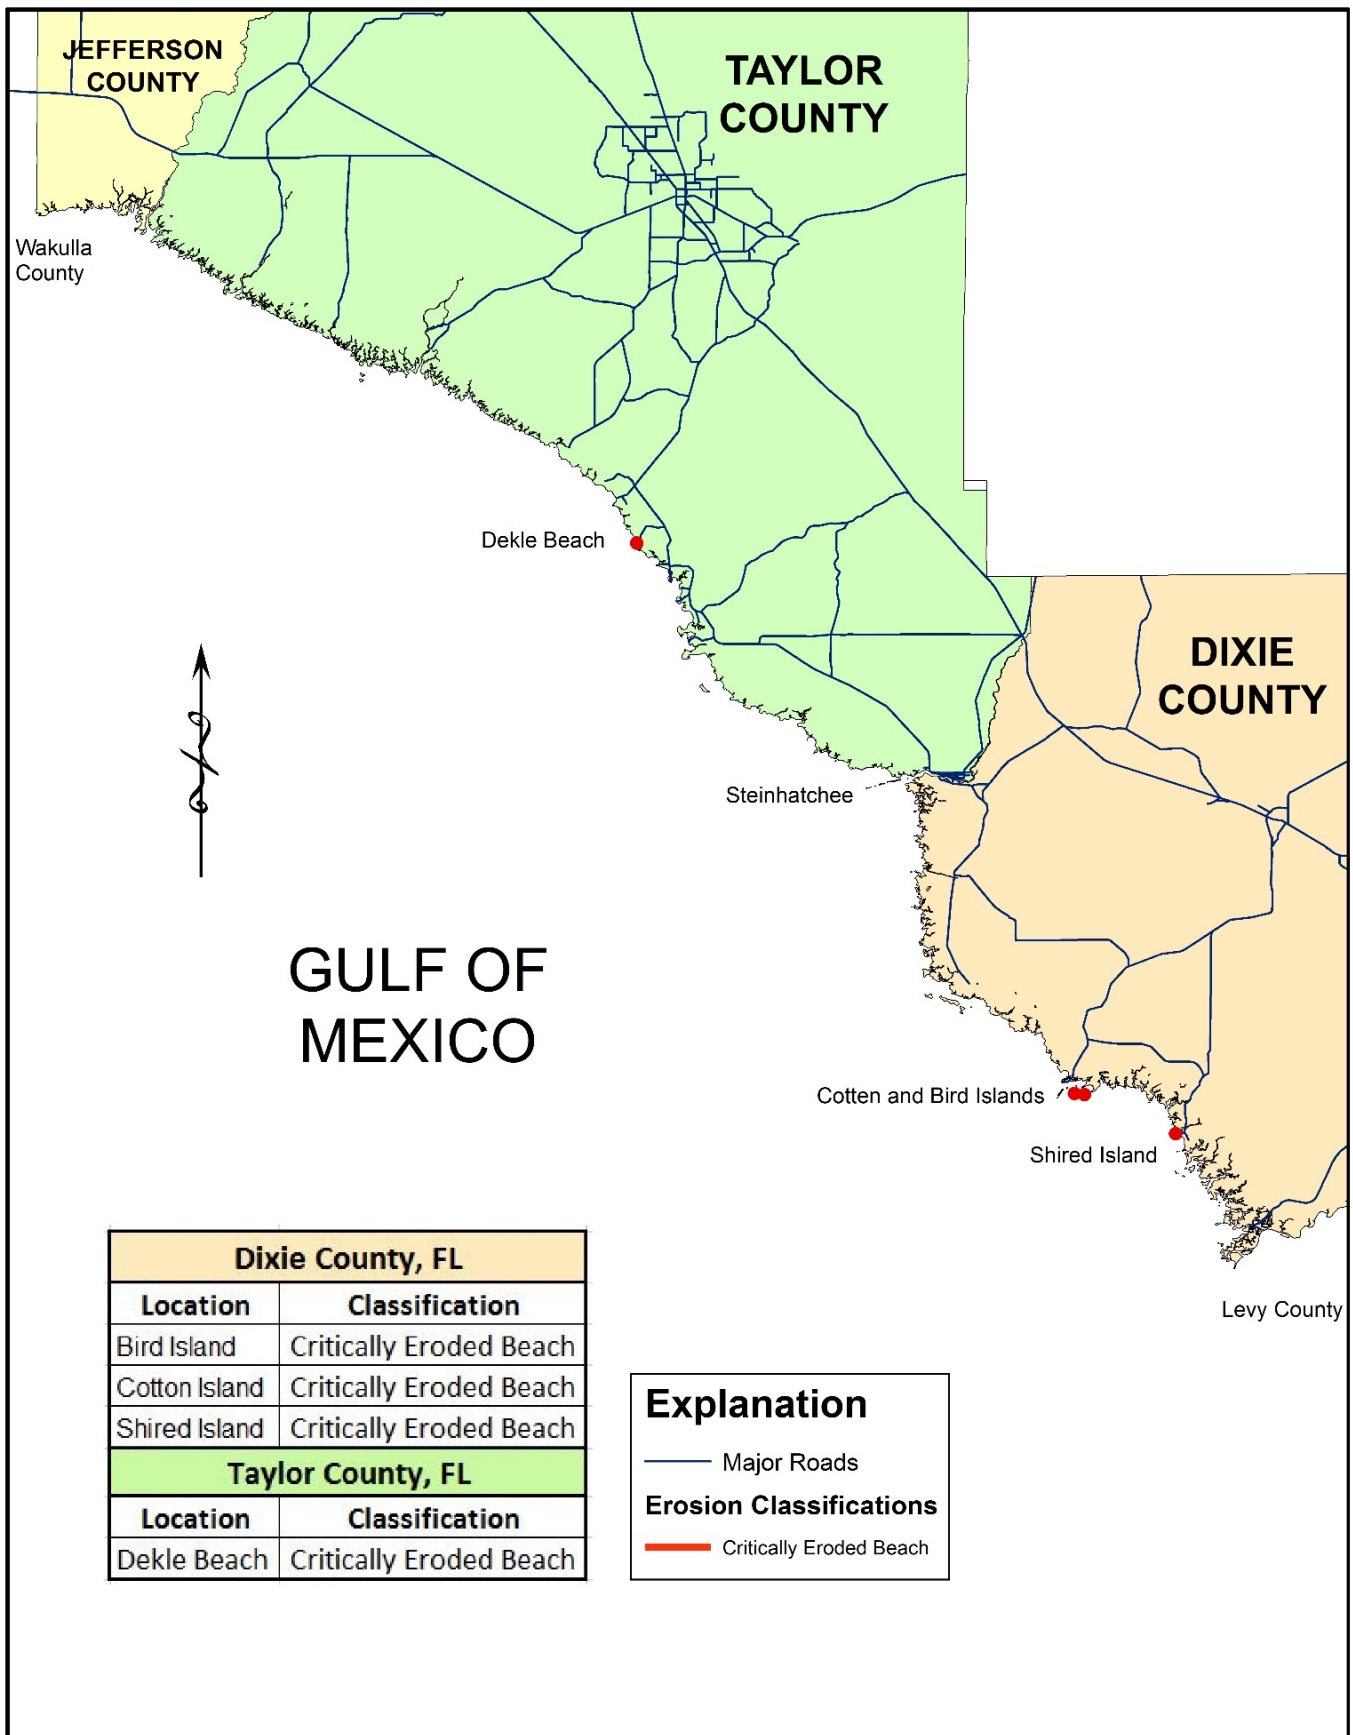 JEFFERSON
COUNTY
TAYLOR
COUNTY
Wakulla
County
Dekle Beach
DIXIE
COUNTY
Steinhatchee
GULF OF
MEXICO
Cotten and Bird Islands
Shired Island
Levy County
Dixie County, FL
Location Classification
Bird Island Critically Eroded Beach
Cotton Island Critically Eroded Beach
Shired Island Critically Eroded Beach
Taylor County, FL
Location Classification
Dekle Beach Critically Eroded Beach
Explanation
Major Roads
Erosion Classifications
Critically Eroded Beach